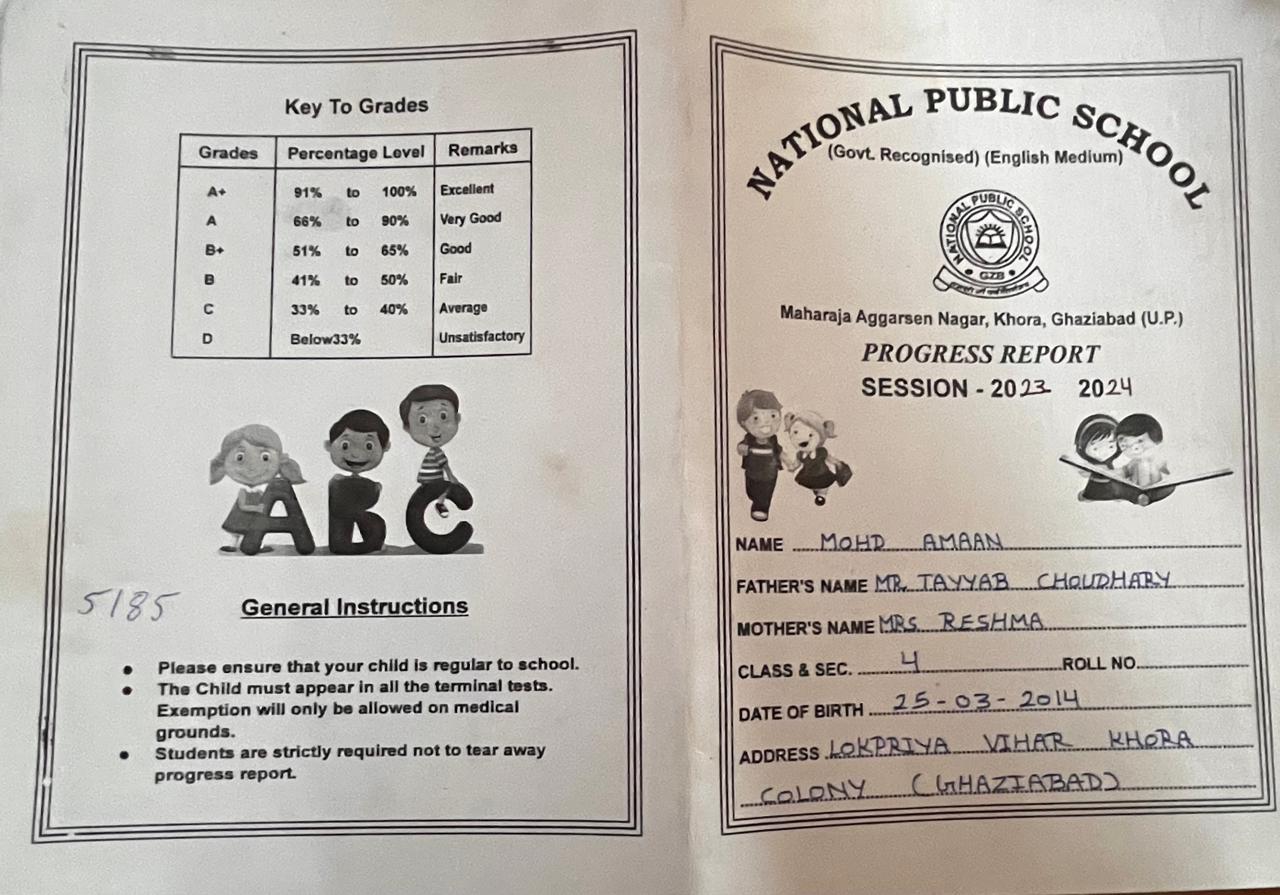 Key To Grades
Grades Percentage Level Remarks
A+ 91% to 100% Excellent
A 66% to 90% Very Good
B+ 51% to 65% Good
B 41% to 50% Fair
C 33% to 40% Average
D Below33% Unsatisfactory
ABC
5185
General Instructions
• Please ensure that your child is regular to school.
• The Child must appear in all the terminal tests.
Exemption will only be allowed on medical
grounds.
• Students are strictly required not to tear away
progress report.
NATIONAL PUBLIC SCHOOL
(Govt. Recognised) (English Medium)
NATIONAL PUBLIC SCHOOL
• GZB •
Maharaja Aggarsen Nagar, Khora, Ghaziabad (U.P.)
PROGRESS REPORT
SESSION - 2023 2024
NAME MOHD AMAAN
FATHER'S NAME MR. TAYYAB CHOUDHARY
MOTHER'S NAME MRS RESHMA
CLASS & SEC. 4 ROLL NO.
DATE OF BIRTH 25-03-2014
ADDRESS LOKPRIYA VIHAR KHORA
COLONY (GHAZIABAD)